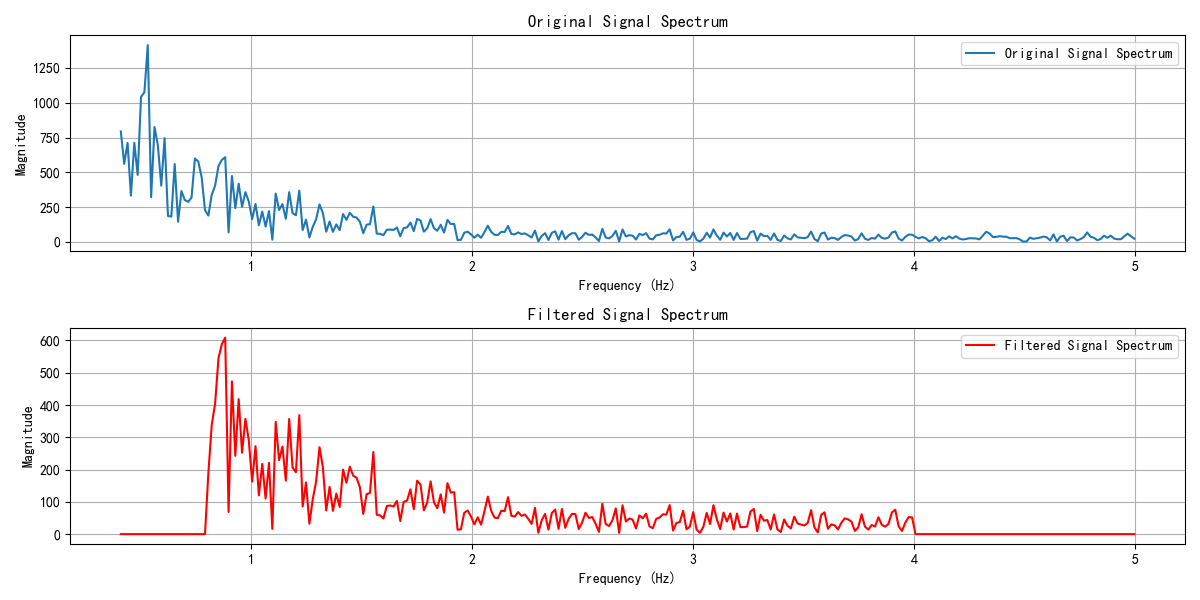 Original Signal Spectrum
Original Signal Spectrum
Magnitude
1250
1000
750
500
250
0
1 2 3 4 5
Frequency (Hz)
Filtered Signal Spectrum
Filtered Signal Spectrum
Magnitude
600
500
400
300
200
100
0
1 2 3 4 5
Frequency (Hz)